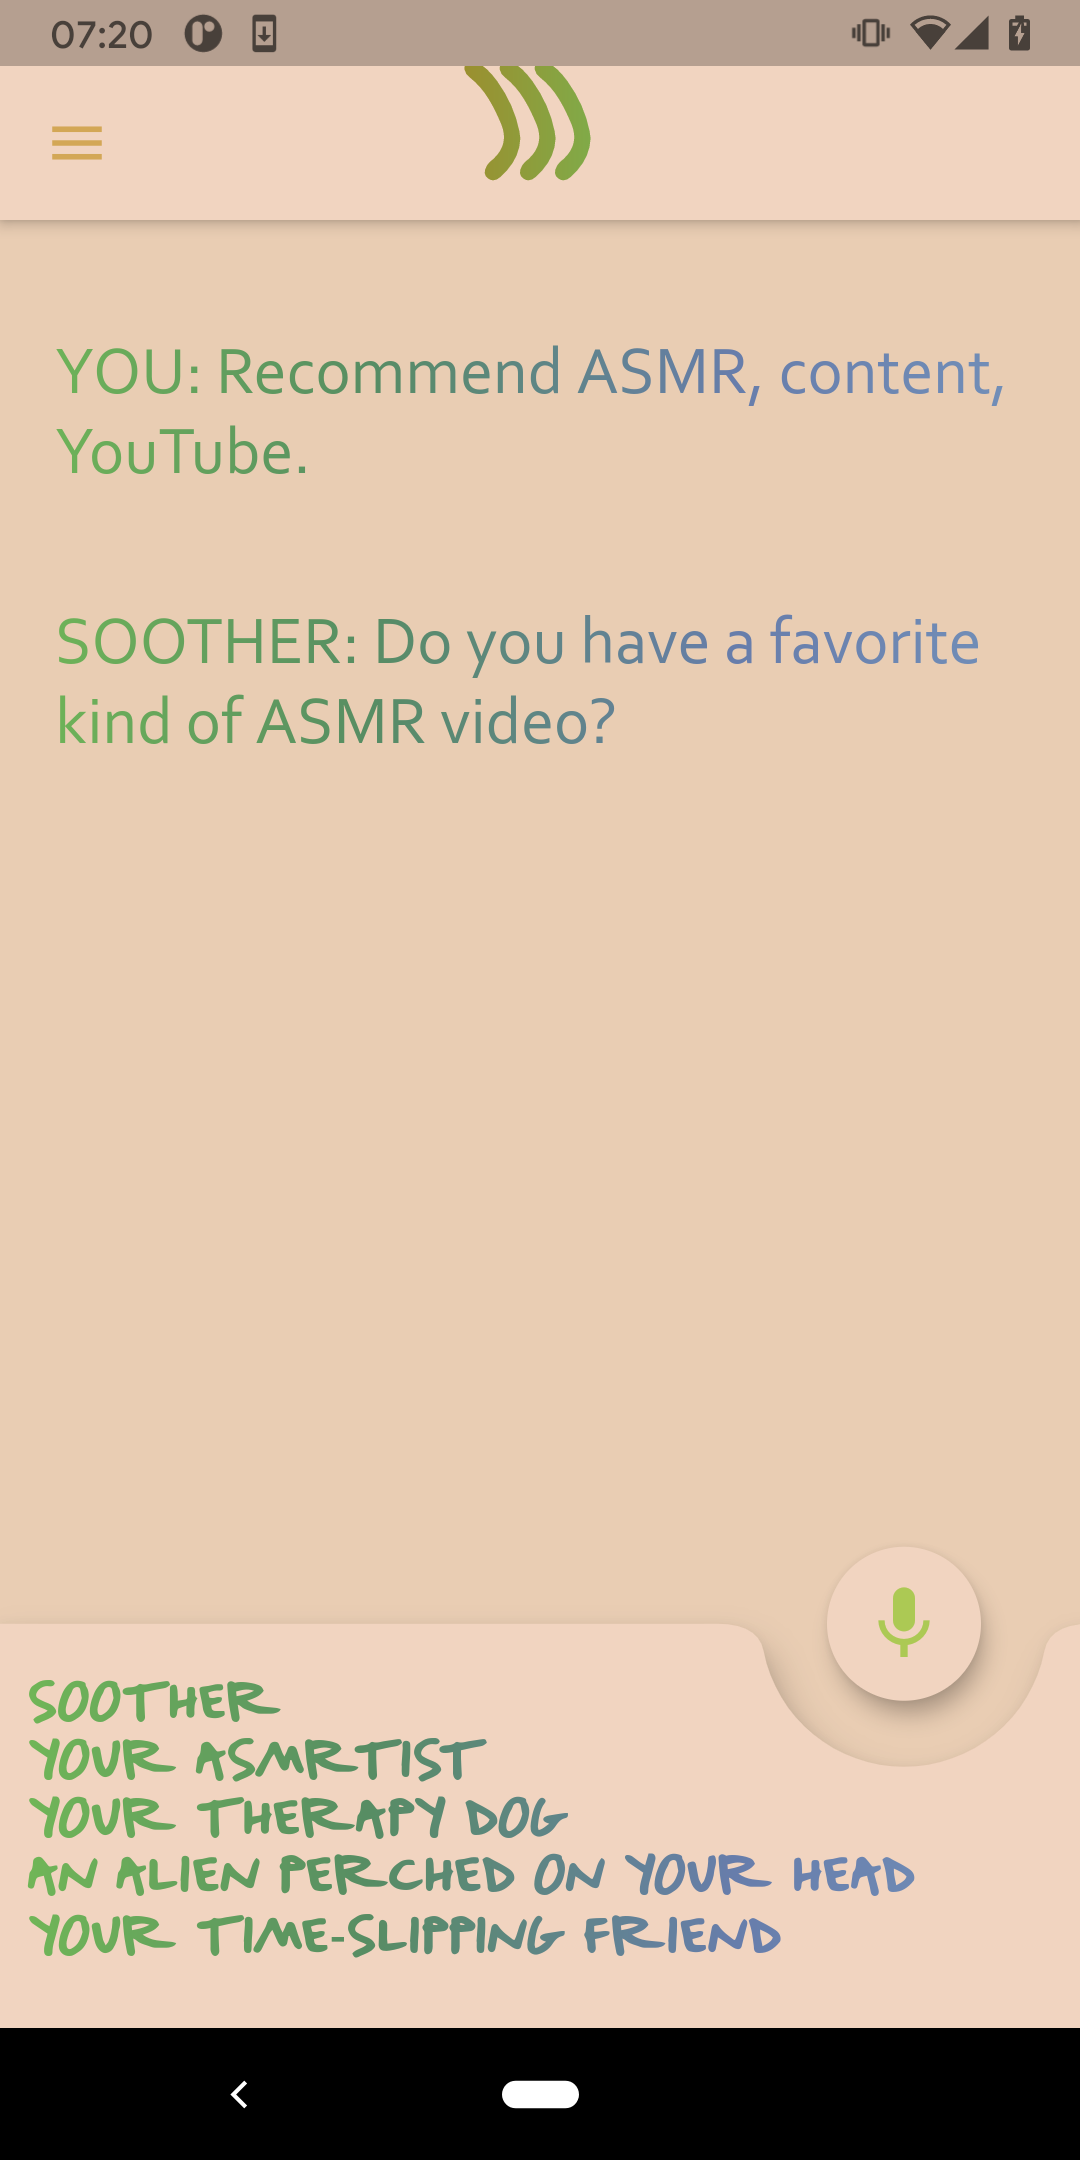 07:20
YOU: Recommend ASMR, content,
YouTube.
SOOTHER: Do you have a favorite
kind of ASMR video?
SOOTHER
YOUR ASMRTIST
YOUR THERAPY DOG
AN ALIEN PERCHED ON YOUR HEAD
YOUR TIME-SLIPPING FRIEND